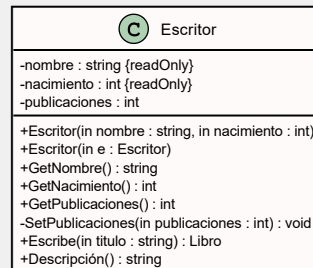 C Escritor
-nombre : string {readOnly}
-nacimiento : int {readOnly}
-publicaciones : int
+Escritor(in nombre : string, in nacimiento : int)
+Escritor(in e : Escritor)
+GetNombre() : string
+GetNacimiento() : int
+GetPublicaciones() : int
-SetPublicaciones(in publicaciones : int) : void
+Escribe(in titulo : string) : Libro
+Descripción() : string